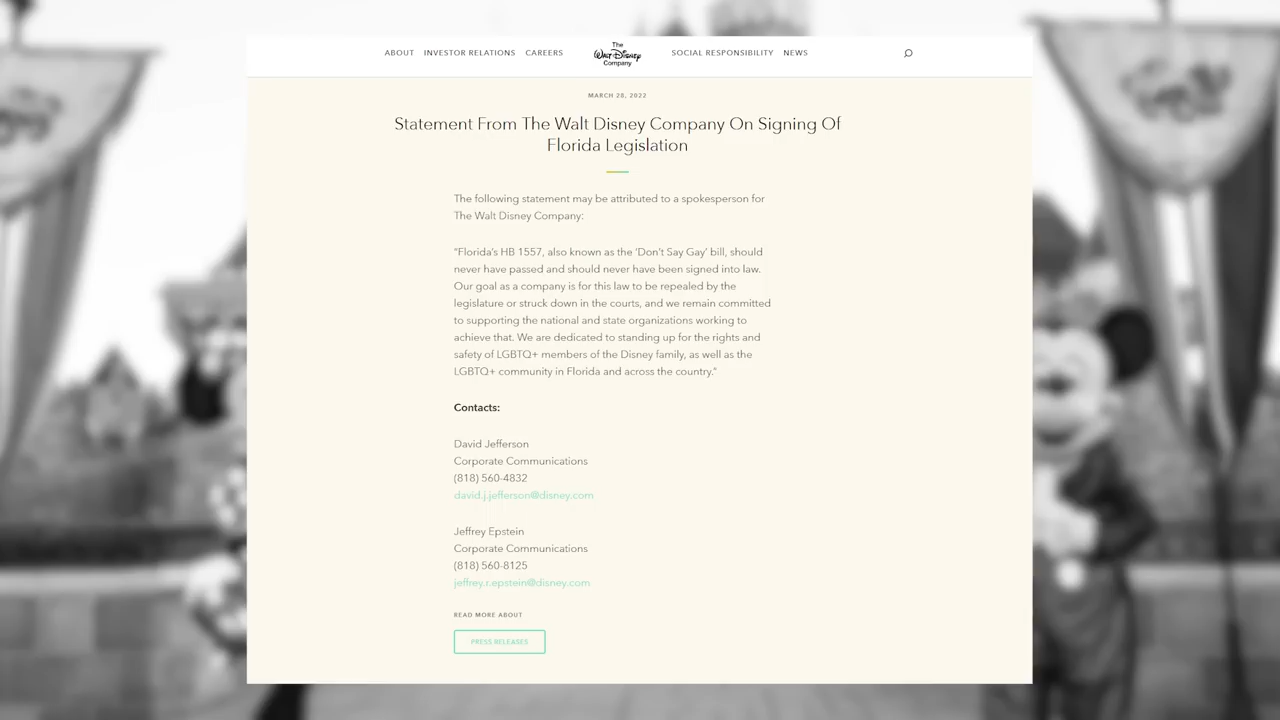 ABOUT INVESTOR RELATIONS CAREERS The Walt Disney Company SOCIAL RESPONSIBILITY NEWS
MARCH 28, 2022
Statement From The Walt Disney Company On Signing Of
Florida Legislation
The following statement may be attributed to a spokesperson for
The Walt Disney Company:
“Florida’s HB 1557, also known as the ‘Don’t Say Gay’ bill, should
never have passed and should never have been signed into law.
Our goal as a company is for this law to be repealed by the
legislature or struck down in the courts, and we remain committed
to supporting the national and state organizations working to
achieve that. We are dedicated to standing up for the rights and
safety of LGBTQ+ members of the Disney family, as well as the
LGBTQ+ community in Florida and across the country.”
Contacts:
David Jefferson
Corporate Communications
(818) 560-4832
david.j.jefferson@disney.com
Jeffrey Epstein
Corporate Communications
(818) 560-8125
jeffrey.r.epstein@disney.com
READ MORE ABOUT
PRESS RELEASES